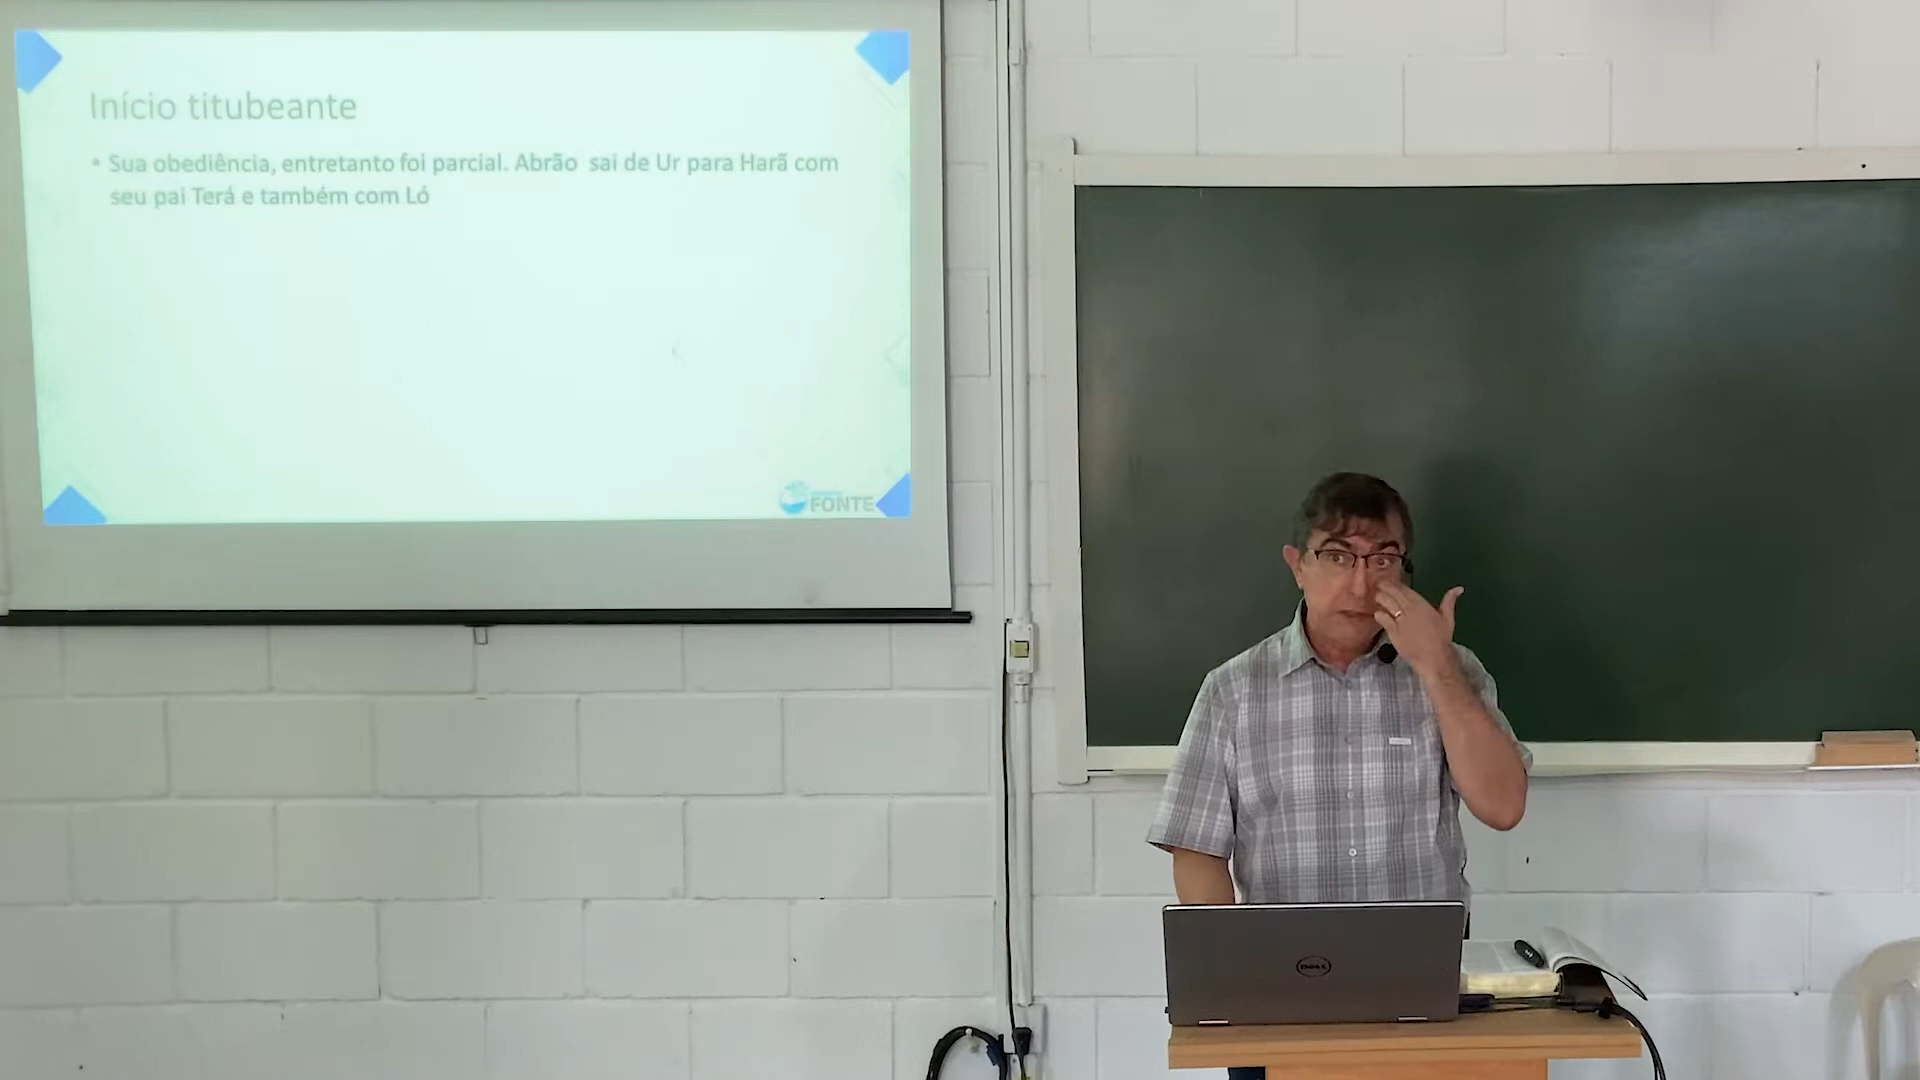 Início titubeante
• Sua obediência, entretanto foi parcial. Abrão sai de Ur para Harã com
seu pai Terá e também com Ló
FONTE
DELL